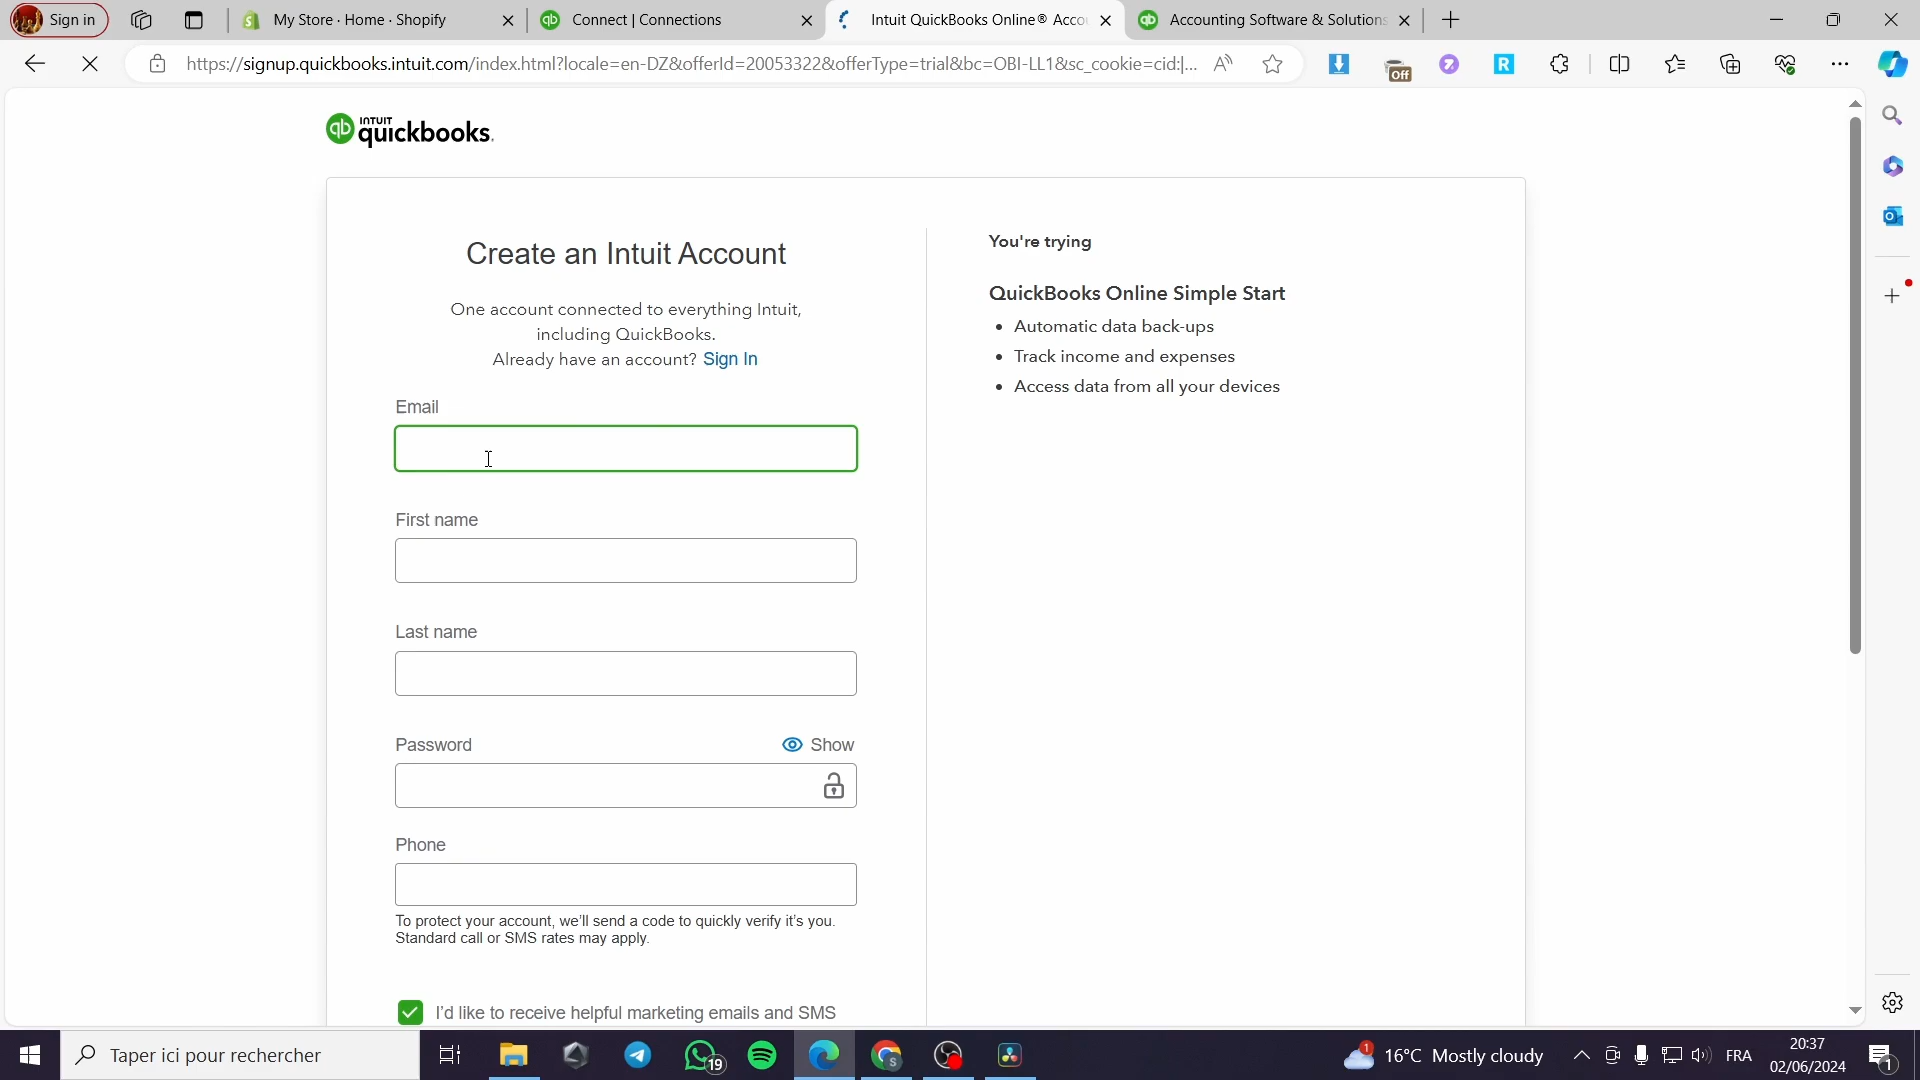 Sign in
My Store · Home · Shopify
Connect | Connections
Intuit QuickBooks Online® Acco
Accounting Software & Solutions
https://signup.quickbooks.intuit.com/index.html?locale=en-DZ&offerId=20053322&offerType=trial&bc=OBI-LL1&sc_cookie=cid:|...
Off
INTUIT
quickbooks.
Create an Intuit Account
One account connected to everything Intuit,
including QuickBooks.
Already have an account? Sign In
Email
First name
Last name
Password
Show
Phone
To protect your account, we'll send a code to quickly verify it's you.
Standard call or SMS rates may apply.
I'd like to receive helpful marketing emails and SMS
You're trying
QuickBooks Online Simple Start
• Automatic data back-ups
• Track income and expenses
• Access data from all your devices
Taper ici pour rechercher
19
1
16°C Mostly cloudy
FRA
20:37
02/06/2024
1